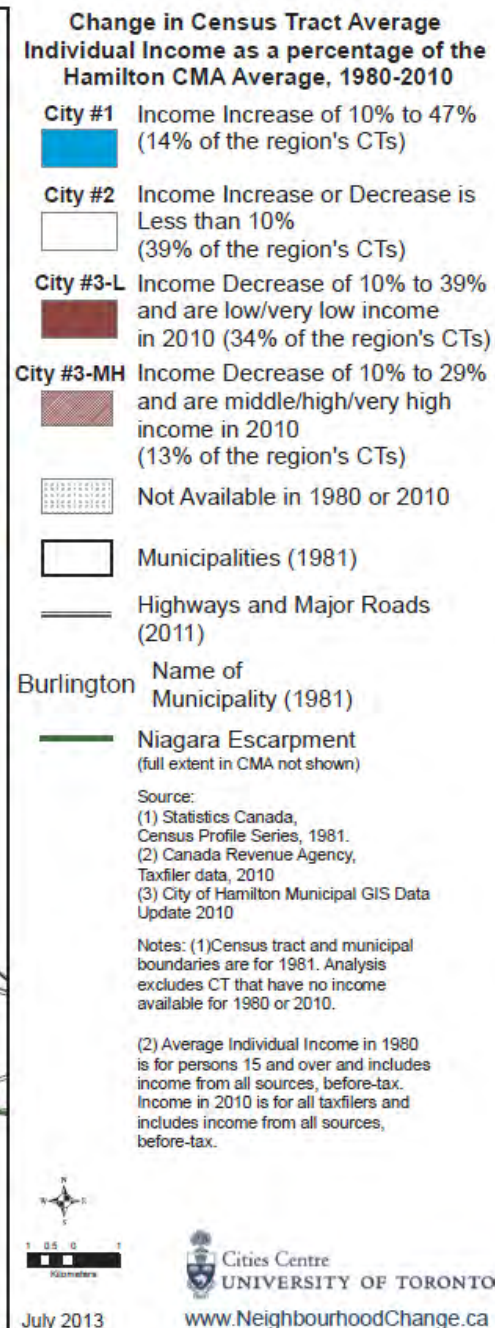 Change in Census Tract Average
Individual Income as a percentage of the
Hamilton CMA Average, 1980-2010
City #1 Income Increase of 10% to 47%
(14% of the region's CTs)
City #2 Income Increase or Decrease is
Less than 10%
(39% of the region's CTs)
City #3-L Income Decrease of 10% to 39%
and are low/very low income
in 2010 (34% of the region's CTs)
City #3-MH Income Decrease of 10% to 29%
and are middle/high/very high
income in 2010
(13% of the region's CTs)
Not Available in 1980 or 2010
Municipalities (1981)
Highways and Major Roads
(2011)
Burlington Name of
Municipality (1981)
Niagara Escarpment
(full extent in CMA not shown)
Source:
(1) Statistics Canada,
Census Profile Series, 1981.
(2) Canada Revenue Agency,
Taxfiler data, 2010
(3) City of Hamilton Municipal GIS Data
Update 2010
Notes: (1)Census tract and municipal
boundaries are for 1981. Analysis
excludes CT that have no income
available for 1980 or 2010.
(2) Average Individual Income in 1980
is for persons 15 and over and includes
income from all sources, before-tax.
Income in 2010 is for all taxfilers and
includes income from all sources,
before-tax.
N
W E
S
1 0.5 0 1
Kilometers
Cities Centre
UNIVERSITY OF TORONTO
July 2013 www.NeighbourhoodChange.ca